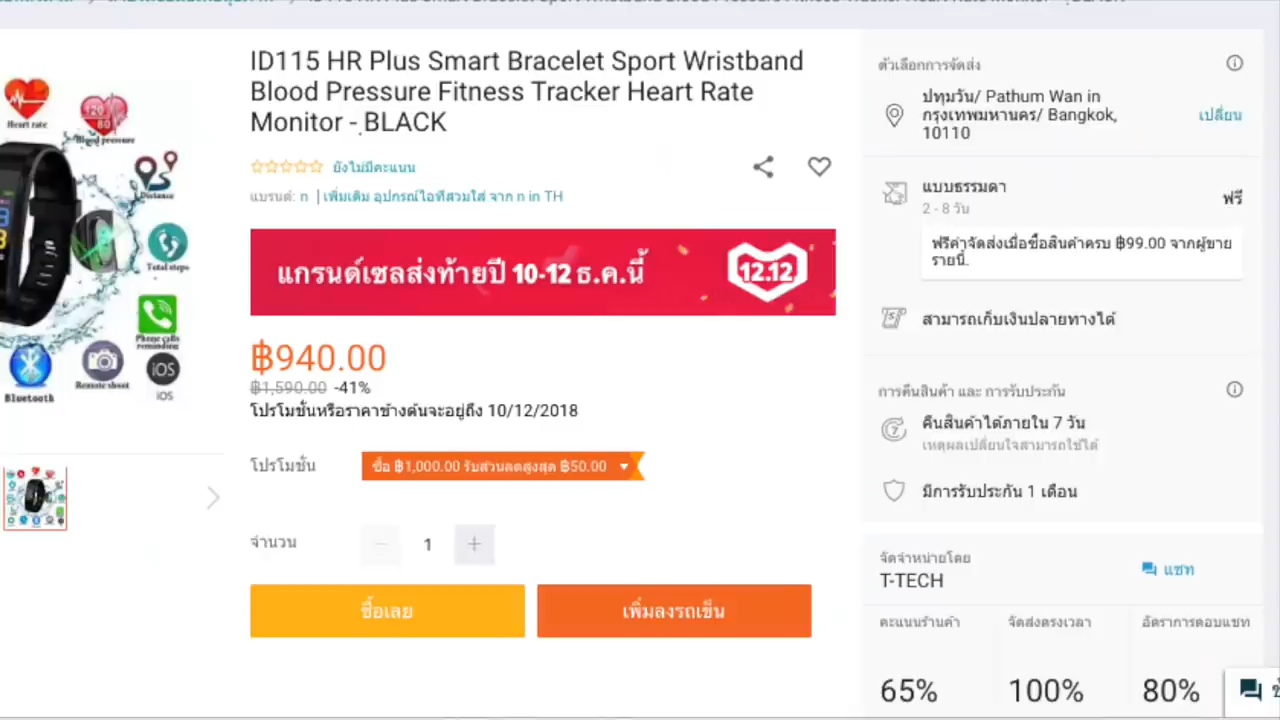 ID115 HR Plus Smart Bracelet Sport Wristband
Blood Pressure Fitness Tracker Heart Rate
Monitor - ฺBLACK
ยังไม่มีคะแนน
แบรนด์: n | เพิ่มเติม อุปกรณ์ไอทีสวมใส่ จาก n in TH
แกรนด์เซลส่งท้ายปี 10-12 ธ.ค.นี้
12.12
฿940.00
฿1,590.00 -41%
โปรโมชั่นหรือราคาข้างต้นจะอยู่ถึง 10/12/2018
โปรโมชั่น
ซื้อ ฿1,000.00 รับส่วนลดสูงสุด ฿50.00
จำนวน
1
ซื้อเลย
เพิ่มลงรถเข็น
Heart rate
120
80
Blood pressure
Distance
Total steps
Phone calls
reminding
Bluetooth
Remote shoot
iOS
iOS
ตัวเลือกการจัดส่ง
ปทุมวัน/ Pathum Wan in
กรุงเทพมหานคร/ Bangkok,
10110
เปลี่ยน
แบบธรรมดา
ฟรี
2 - 8 วัน
ฟรีค่าจัดส่งเมื่อซื้อสินค้าครบ ฿99.00 จากผู้ขาย
รายนี้.
สามารถเก็บเงินปลายทางได้
การคืนสินค้า และ การรับประกัน
คืนสินค้าได้ภายใน 7 วัน
เหตุผลเปลี่ยนใจสามารถใช้ได้
มีการรับประกัน 1 เดือน
จัดจำหน่ายโดย
T-TECH
แชท
คะแนนร้านค้า
จัดส่งตรงเวลา
อัตราการตอบแชท
65%
100%
80%